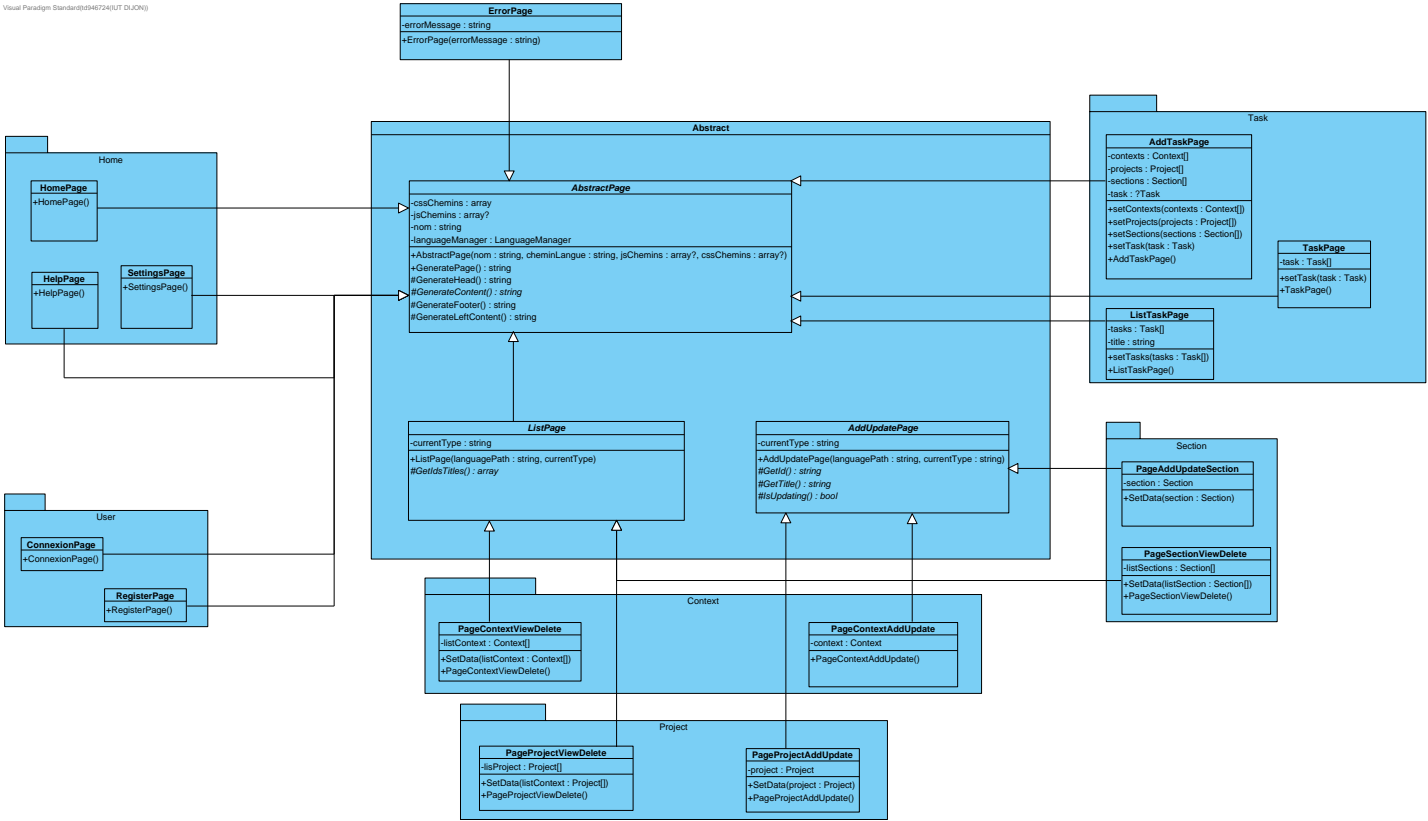 Visual Paradigm Standard(td946724(IUT DIJON))
ErrorPage
-errorMessage : string
+ErrorPage(errorMessage : string)
Abstract
AbstractPage
-cssChemins : array
-jsChemins : array?
-nom : string
-languageManager : LanguageManager
+AbstractPage(nom : string, cheminLangue : string, jsChemins : array?, cssChemins : array?)
+GeneratePage() : string
#GenerateHead() : string
#GenerateContent() : string
#GenerateFooter() : string
#GenerateLeftContent() : string
Home
HomePage
+HomePage()
HelpPage
+HelpPage()
SettingsPage
+SettingsPage()
Task
AddTaskPage
-contexts : Context[]
-projects : Project[]
-sections : Section[]
-task : ?Task
+setContexts(contexts : Context[])
+setProjects(projects : Project[])
+setSections(sections : Section[])
+setTask(task : Task)
+AddTaskPage()
TaskPage
-task : Task[]
+setTask(task : Task)
+TaskPage()
ListTaskPage
-tasks : Task[]
-title : string
+setTasks(tasks : Task[])
+ListTaskPage()
ListPage
-currentType : string
+ListPage(languagePath : string, currentType)
#GetIdsTitles() : array
AddUpdatePage
-currentType : string
+AddUpdatePage(languagePath : string, currentType : string)
#GetId() : string
#GetTitle() : string
#IsUpdating() : bool
Section
PageAddUpdateSection
-section : Section
+SetData(section : Section)
PageSectionViewDelete
-listSections : Section[]
+SetData(listSection : Section[])
+PageSectionViewDelete()
User
ConnexionPage
+ConnexionPage()
RegisterPage
+RegisterPage()
Context
PageContextViewDelete
-listContext : Context[]
+SetData(listContext : Context[])
+PageContextViewDelete()
PageContextAddUpdate
-context : Context
+PageContextAddUpdate()
Project
PageProjectViewDelete
-lisProject : Project[]
+SetData(listContext : Project[])
+PageProjectViewDelete()
PageProjectAddUpdate
-project : Project
+SetData(project : Project)
+PageProjectAddUpdate()